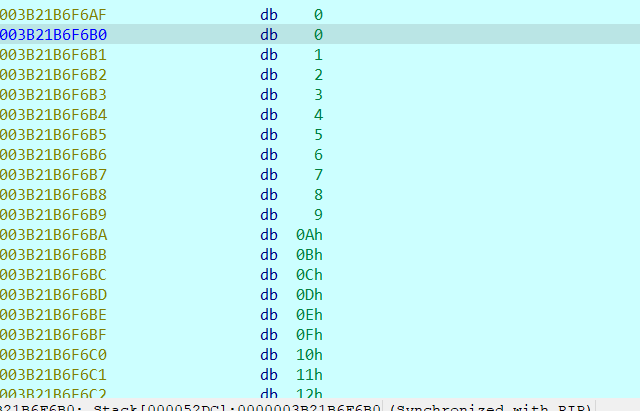 003B21B6F6AF db 0
003B21B6F6B0 db 0
003B21B6F6B1 db 1
003B21B6F6B2 db 2
003B21B6F6B3 db 3
003B21B6F6B4 db 4
003B21B6F6B5 db 5
003B21B6F6B6 db 6
003B21B6F6B7 db 7
003B21B6F6B8 db 8
003B21B6F6B9 db 9
003B21B6F6BA db 0Ah
003B21B6F6BB db 0Bh
003B21B6F6BC db 0Ch
003B21B6F6BD db 0Dh
003B21B6F6BE db 0Eh
003B21B6F6BF db 0Fh
003B21B6F6C0 db 10h
003B21B6F6C1 db 11h
003B21B6F6C2 db 12h
B21B6F6B0: Stack[000052DC]:0000003B21B6F6B0 (Synchronized with RIP)